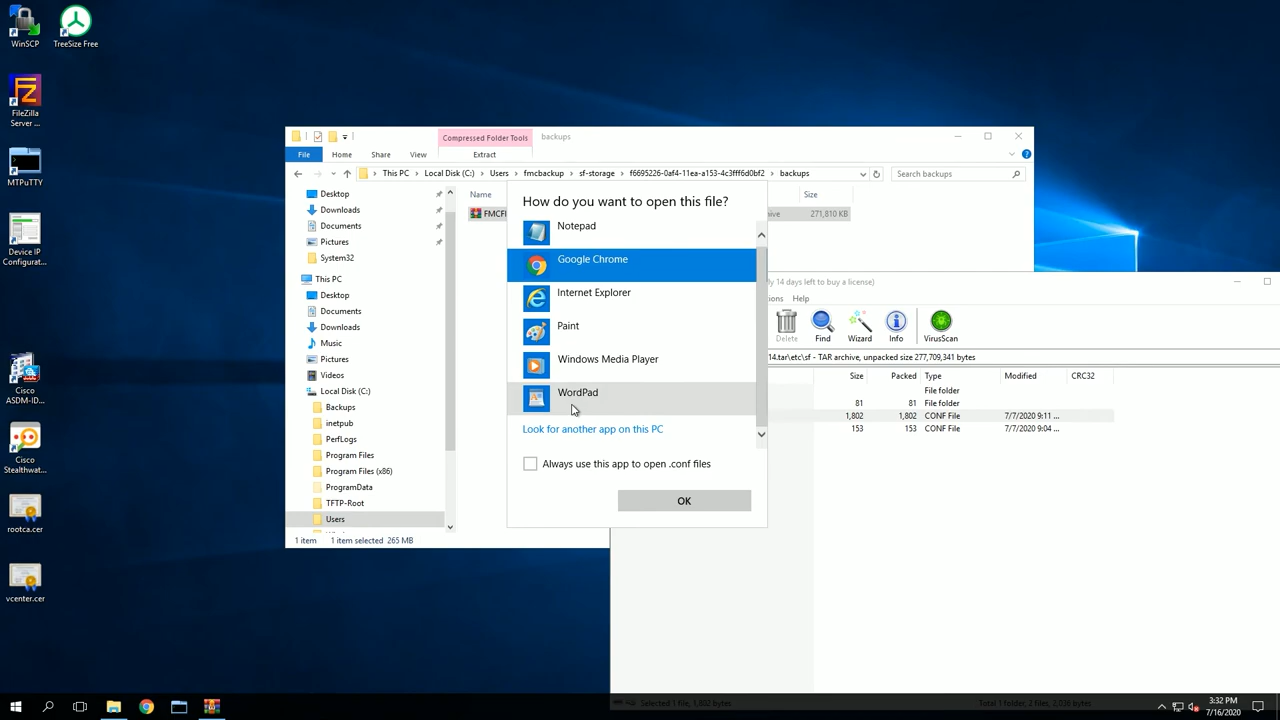 WinSCP
TreeSize Free
FileZilla
Server ...
MTPuTTY
Device IP
Configurat...
Cisco
ASDM-ID...
Cisco
Stealthwat...
rootca.cer
vcenter.cer
Compressed Folder Tools
backups
File
Home
Share
View
Extract
This PC
Local Disk (C:)
Users
fmcbackup
sf-storage
f6695226-0af4-11ea-a153-4c3fff6d0bf2
backups
Search backups
Desktop
Downloads
Documents
Pictures
System32
This PC
Desktop
Documents
Downloads
Music
Pictures
Videos
Local Disk (C:)
Backups
inetpub
PerfLogs
Program Files
Program Files (x86)
ProgramData
TFTP-Root
Users
1 item
1 item selected 265 MB
Name
Size
271,810 KB
How do you want to open this file?
Notepad
Google Chrome
Internet Explorer
Paint
Windows Media Player
WordPad
Look for another app on this PC
Always use this app to open .conf files
OK
14 days left to buy a license)
Help
Delete
Find
Wizard
Info
VirusScan
14.tar\etc\sf - TAR archive, unpacked size 277,709,341 bytes
Size
Packed
Type
Modified
CRC32
File folder
81
81
File folder
1,802
1,802
CONF File
7/7/2020 9:11 ...
153
153
CONF File
7/7/2020 9:04 ...
Selected 1 file, 1,802 bytes
Total 1 folder, 2 files, 2,036 bytes
3:32 PM
7/16/2020